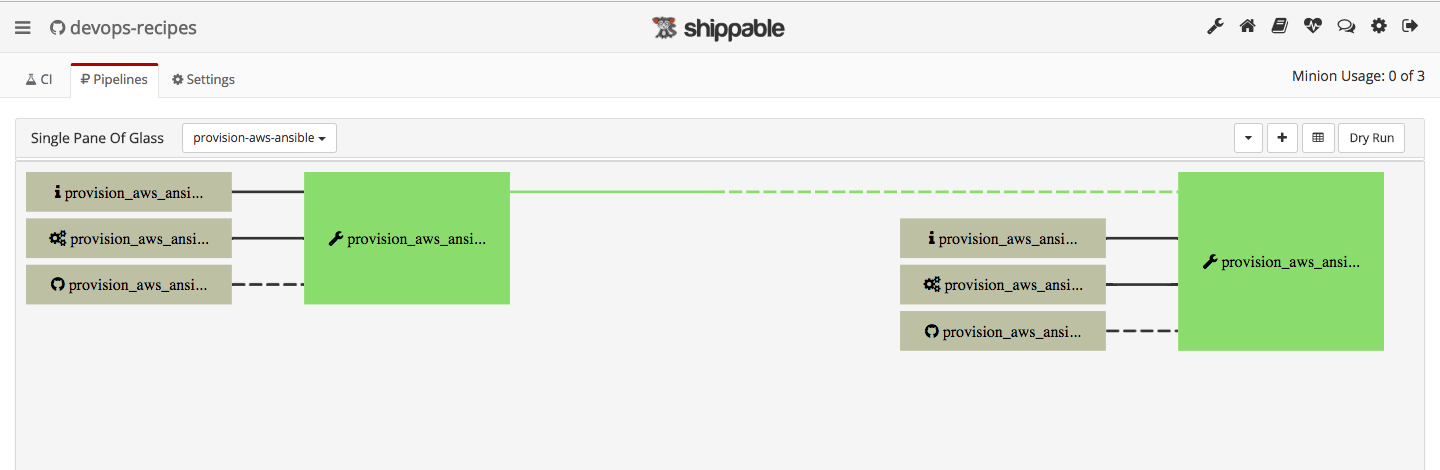 devops-recipes
shippable
CI
Pipelines
Settings
Minion Usage: 0 of 3
Single Pane Of Glass
provision-aws-ansible
Dry Run
provision_aws_ansi...
provision_aws_ansi...
provision_aws_ansi...
provision_aws_ansi...
provision_aws_ansi...
provision_aws_ansi...
provision_aws_ansi...
provision_aws_ansi...